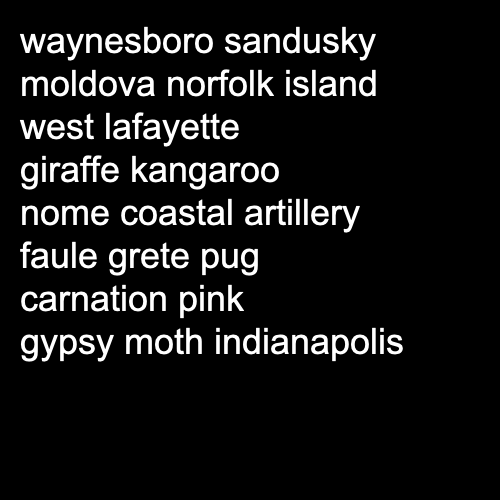 waynesboro sandusky
moldova norfolk island
west lafayette
giraffe kangaroo
nome coastal artillery
faule grete pug
carnation pink
gypsy moth indianapolis